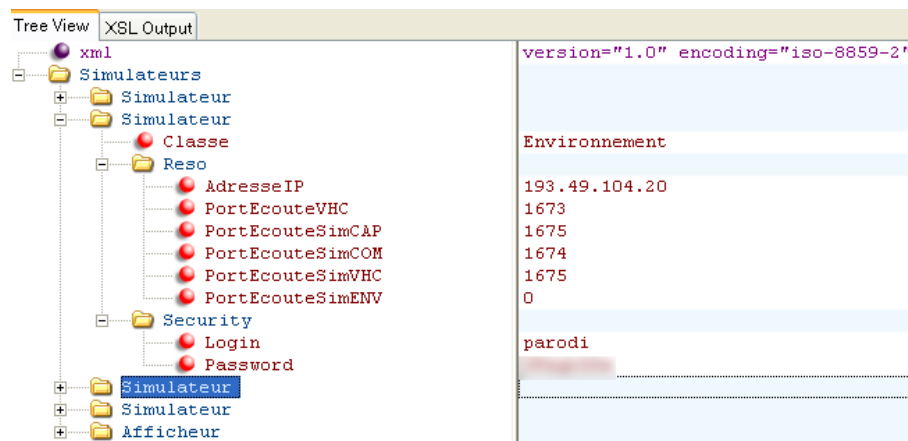 Tree View XSL Output
xml version="1.0" encoding="iso-8859-2"
Simulateurs
Simulateur
Simulateur
Classe Environnement
Reso
AdresseIP 193.49.104.20
PortEcouteVHC 1673
PortEcouteSimCAP 1675
PortEcouteSimCOM 1674
PortEcouteSimVHC 1675
PortEcouteSimENV 0
Security
Login parodi
Password
Simulateur
Simulateur
Afficheur